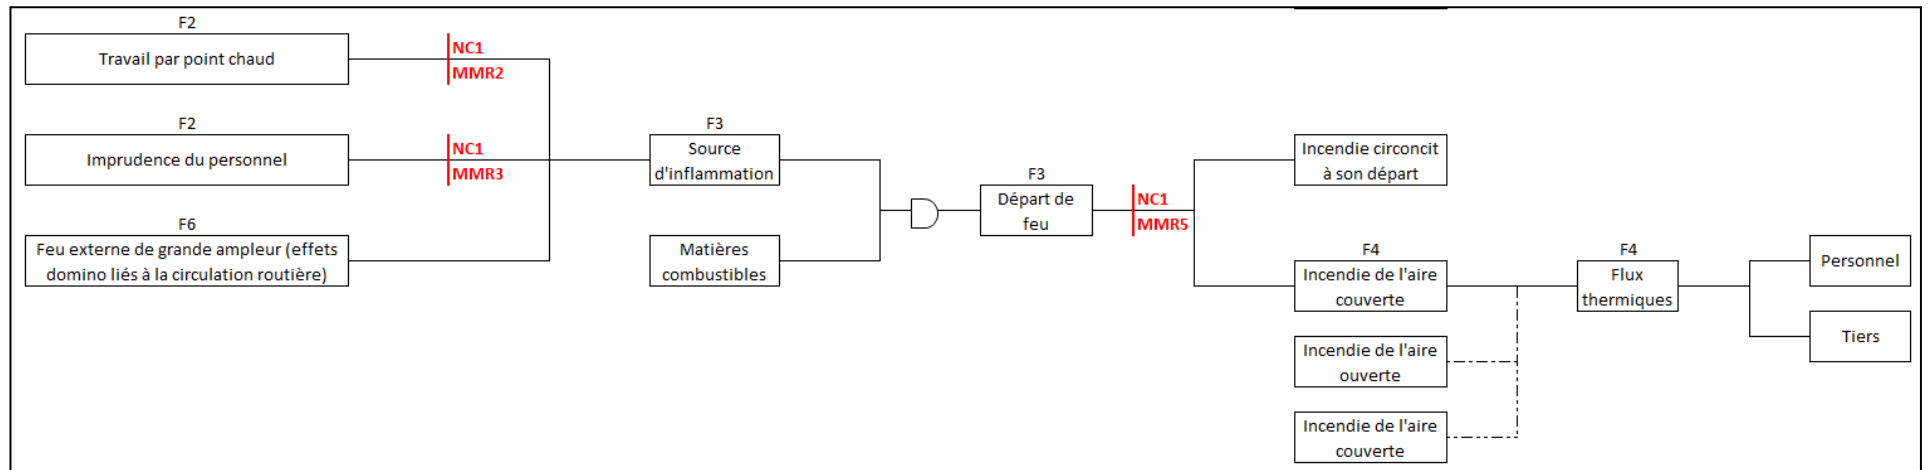 F2
Travail par point chaud
NC1
MMR2
F2
Imprudence du personnel
NC1
MMR3
F6
Feu externe de grande ampleur (effets
domino liés à la circulation routière)
F3
Source
d'inflammation
Matières
combustibles
F3
Départ de
feu
NC1
MMR5
Incendie circoncit
à son départ
F4
Incendie de l'aire
couverte
Incendie de l'aire
ouverte
Incendie de l'aire
couverte
F4
Flux
thermiques
Personnel
Tiers